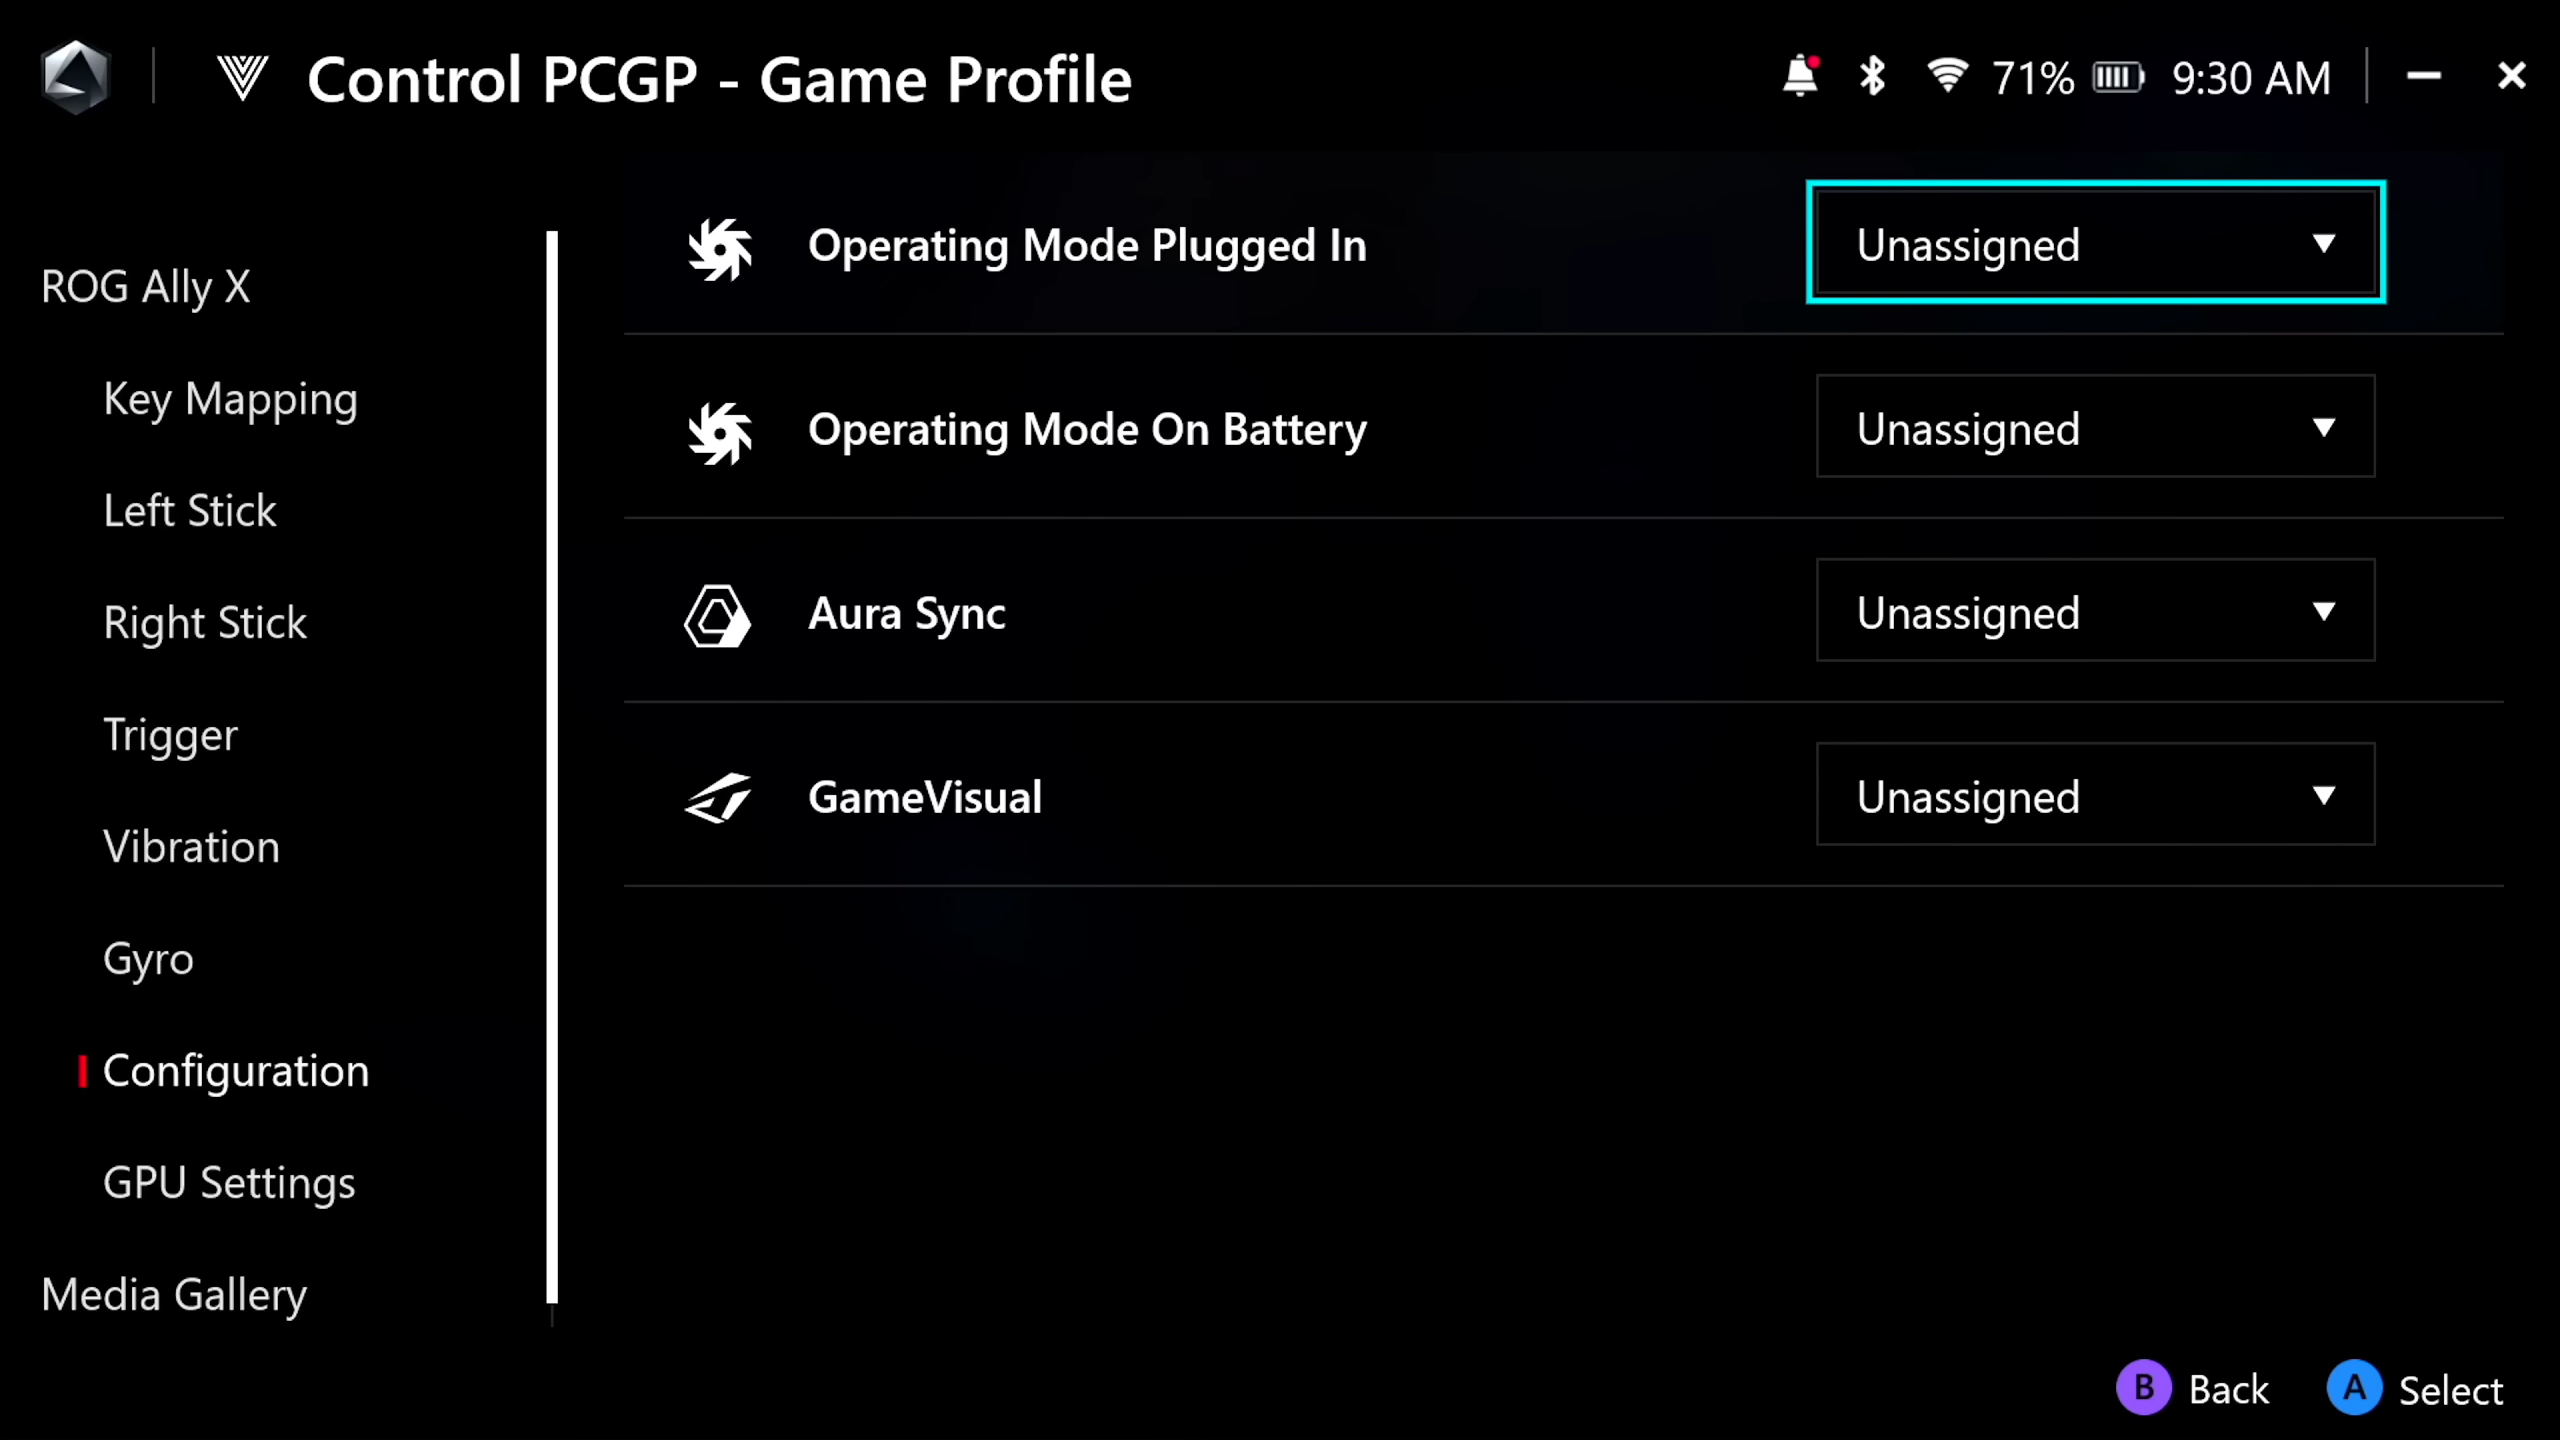 Control PCGP - Game Profile
71%
9:30 AM
ROG Ally X
Key Mapping
Left Stick
Right Stick
Trigger
Vibration
Gyro
Configuration
GPU Settings
Media Gallery
Operating Mode Plugged In
Unassigned
Operating Mode On Battery
Unassigned
Aura Sync
Unassigned
GameVisual
Unassigned
B Back
A Select